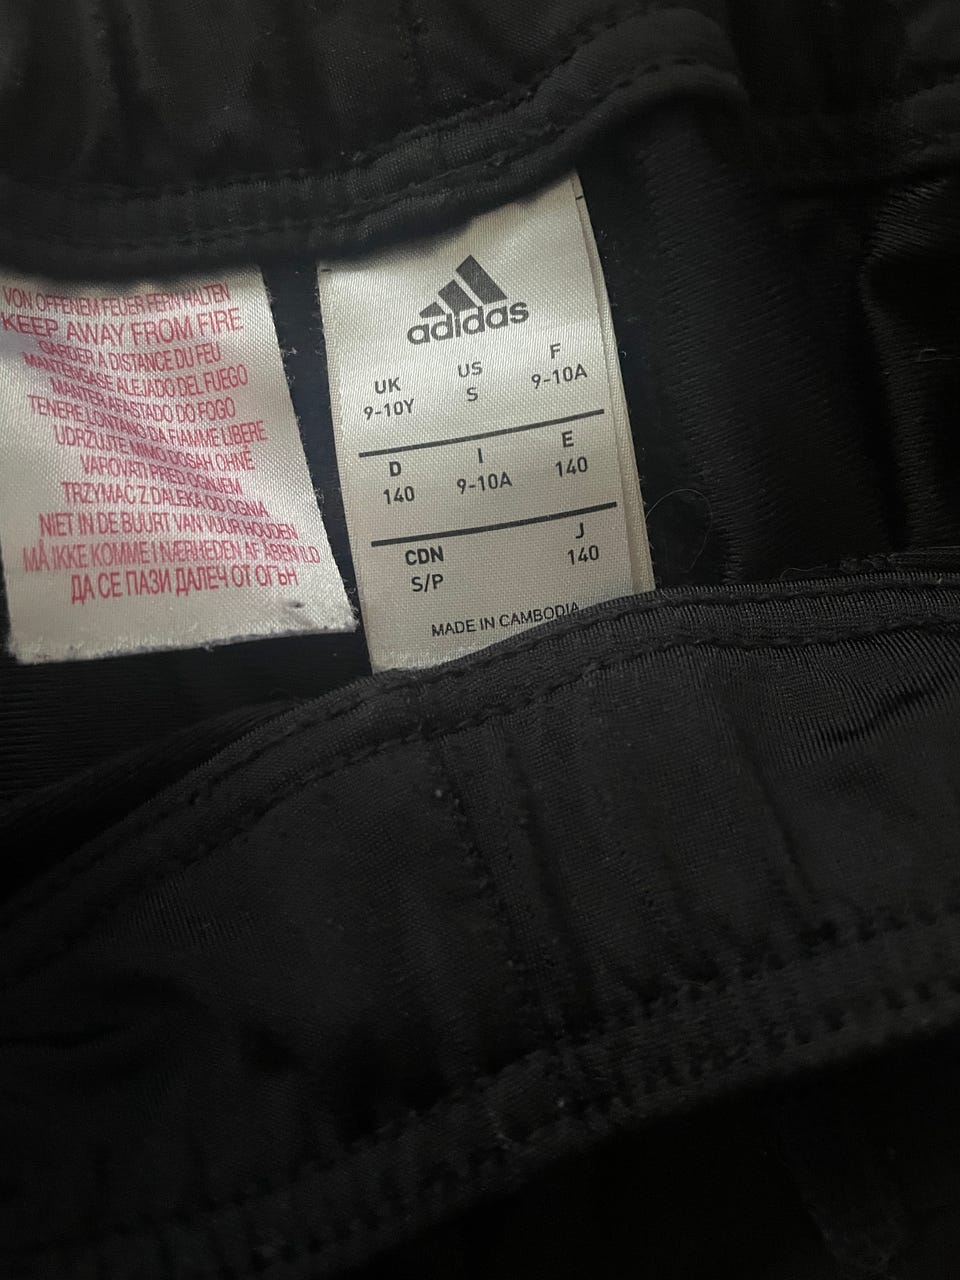 VON OFFENEM FEUER FERN HALTEN
KEEP AWAY FROM FIRE
GARDER A DISTANCE DU FEU
MANTÉNGASE ALEJADO DEL FUEGO
MANTER AFASTADO DO FOGO
TENERE LONTANO DA FIAMME LIBERE
UDRZUJTE MIMO DOSAH OHNĚ
VAROVATI PRED OGNJEM
TRZYMAĆ Z DALEKA OD OGNIA
NIET IN DE BUURT VAN VUUR HOUDEN
MÅ IKKE KOMME I NÆRHEDEN AF ÅBEN ILD
ДА СЕ ПАЗИ ДАЛЕЧ ОТ ОГЪН
adidas
UK US F
9-10Y S 9-10A
D I E
140 9-10A 140
CDN J
S/P 140
MADE IN CAMBODIA